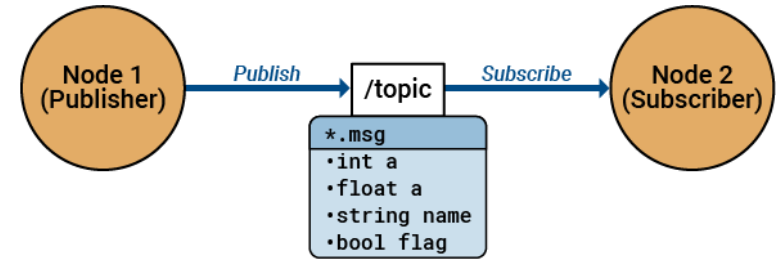 Node 1
(Publisher)
Publish
/topic
Subscribe
Node 2
(Subscriber)
*.msg
•int a
•float a
•string name
•bool flag